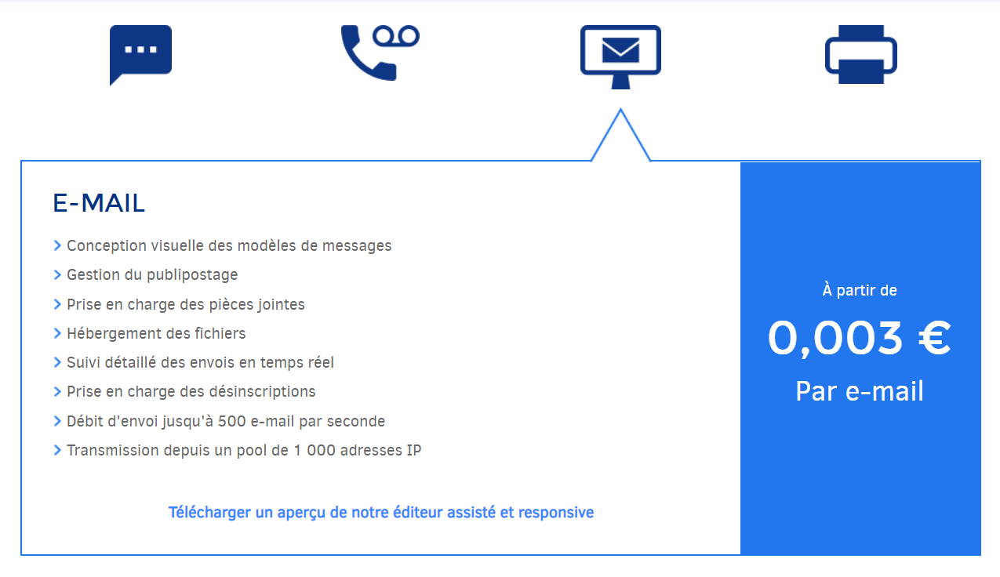 E-MAIL
Conception visuelle des modèles de messages
Gestion du publipostage
Prise en charge des pièces jointes
Hébergement des fichiers
Suivi détaillé des envois en temps réel
Prise en charge des désinscriptions
Débit d'envoi jusqu'à 500 e-mail par seconde
Transmission depuis un pool de 1 000 adresses IP
Télécharger un aperçu de notre éditeur assisté et responsive
À partir de
0,003 €
Par e-mail